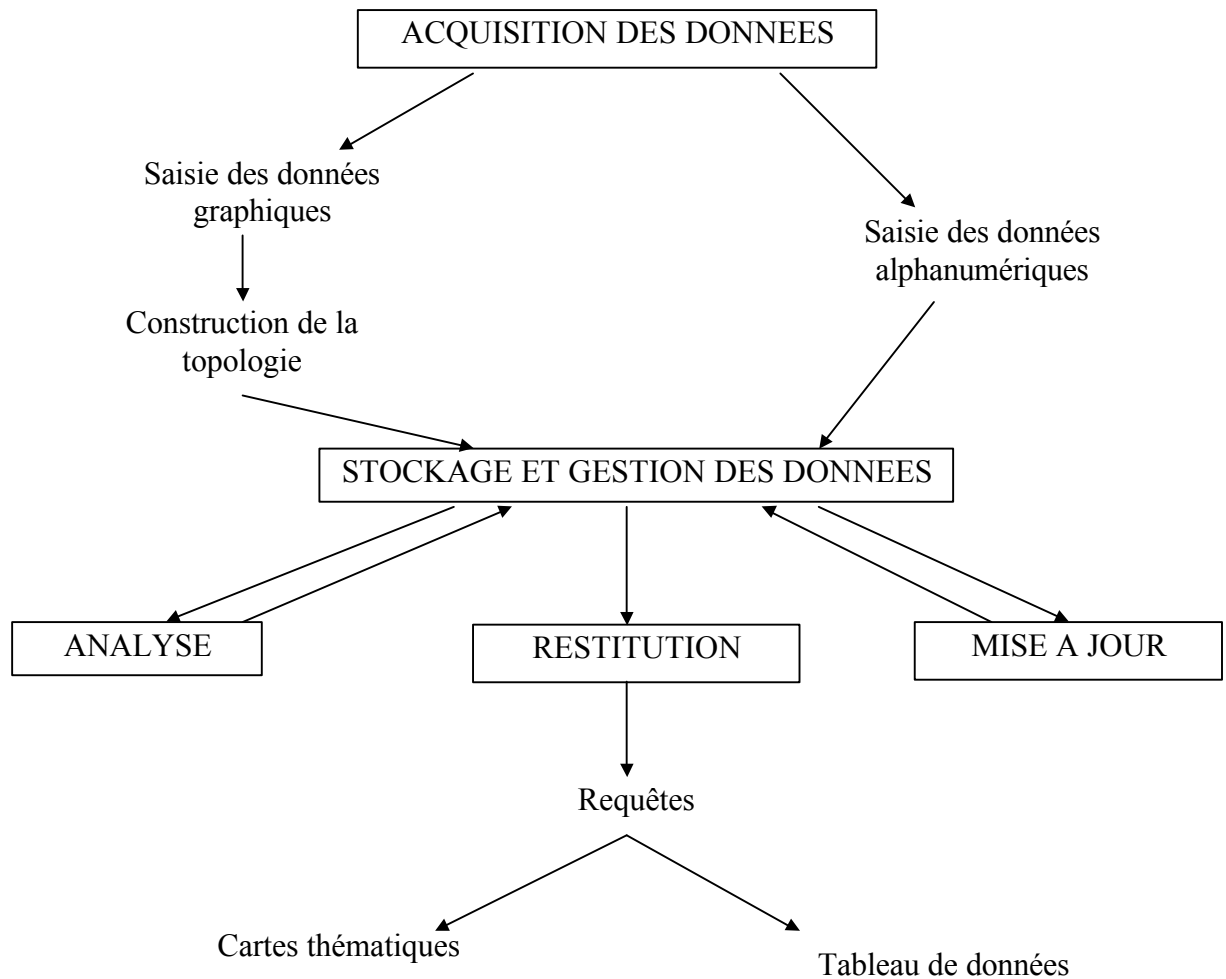 ACQUISITION DES DONNEES
Saisie des données
graphiques
Saisie des données
alphanumériques
Construction de la
topologie
STOCKAGE ET GESTION DES DONNEES
ANALYSE
RESTITUTION
MISE A JOUR
Requêtes
Cartes thématiques
Tableau de données